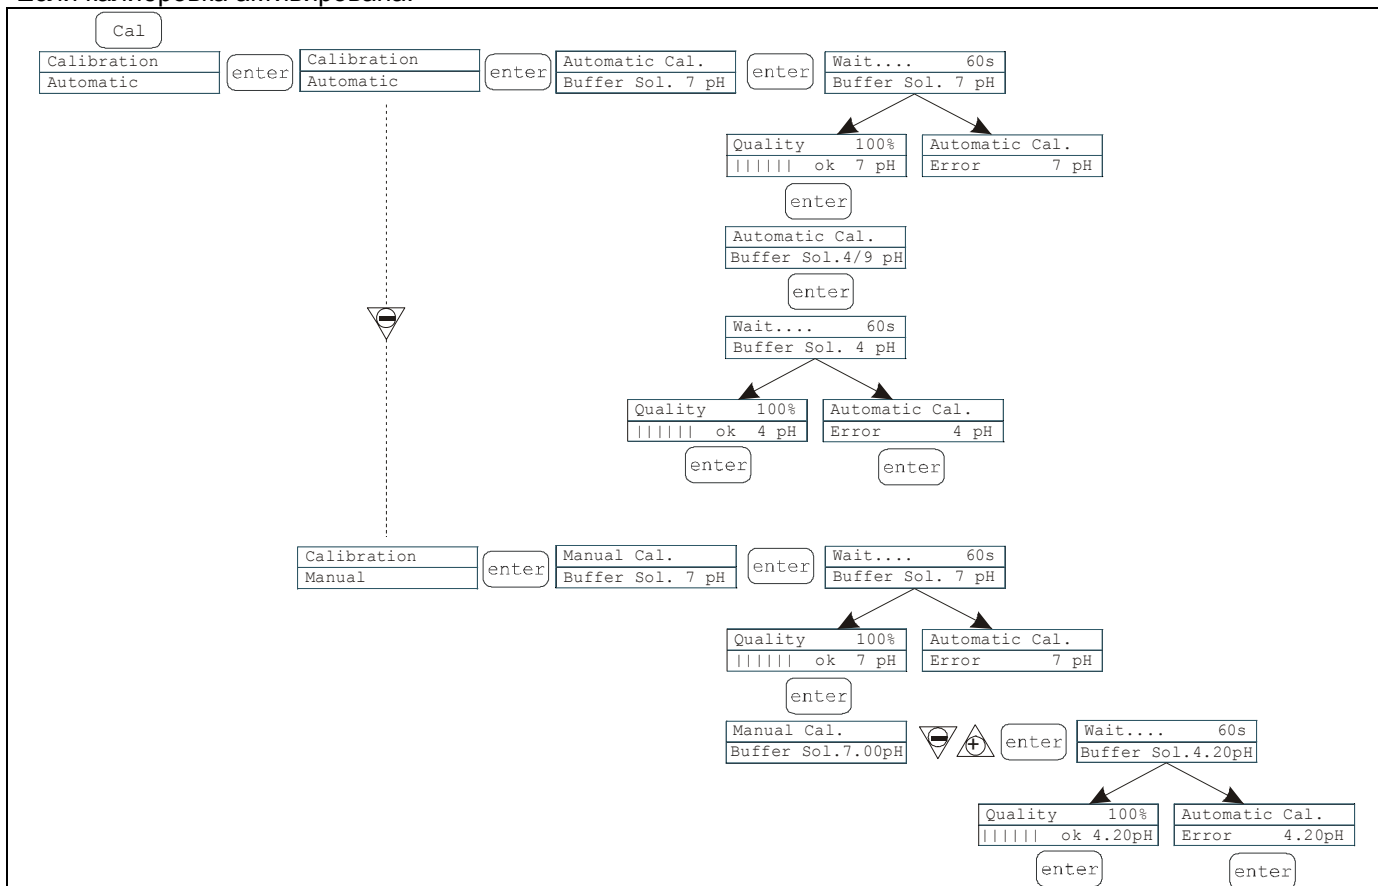 Если калибровка активирована:
Cal
Calibration
Automatic
enter
Calibration
Automatic
enter
Automatic Cal.
Buffer Sol. 7 pH
enter
Wait.... 60s
Buffer Sol. 7 pH
Quality 100%
|||||| ok 7 pH
Automatic Cal.
Error 7 pH
enter
Automatic Cal.
Buffer Sol.4/9 pH
enter
Wait.... 60s
Buffer Sol. 4 pH
Quality 100%
|||||| ok 4 pH
Automatic Cal.
Error 4 pH
enter
enter
Calibration
Manual
enter
Manual Cal.
Buffer Sol. 7 pH
enter
Wait.... 60s
Buffer Sol. 7 pH
Quality 100%
|||||| ok 7 pH
Automatic Cal.
Error 7 pH
enter
Manual Cal.
Buffer Sol.7.00pH
enter
Wait.... 60s
Buffer Sol.4.20pH
Quality 100%
|||||| ok 4.20pH
Automatic Cal.
Error 4.20pH
enter
enter